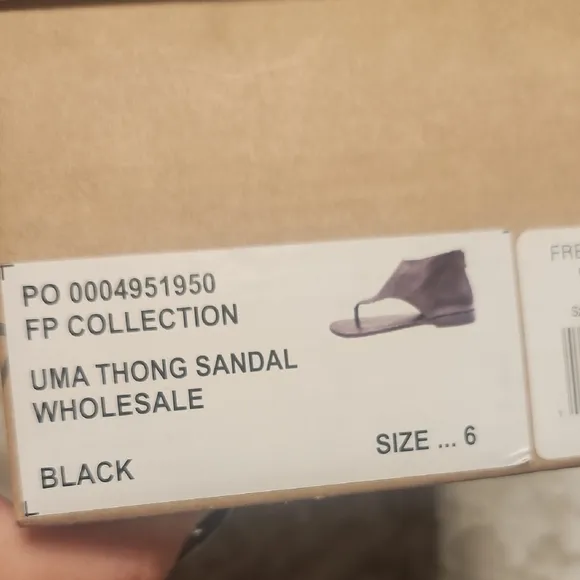 PO 0004951950
FP COLLECTION
UMA THONG SANDAL
WHOLESALE
BLACK
SIZE ... 6